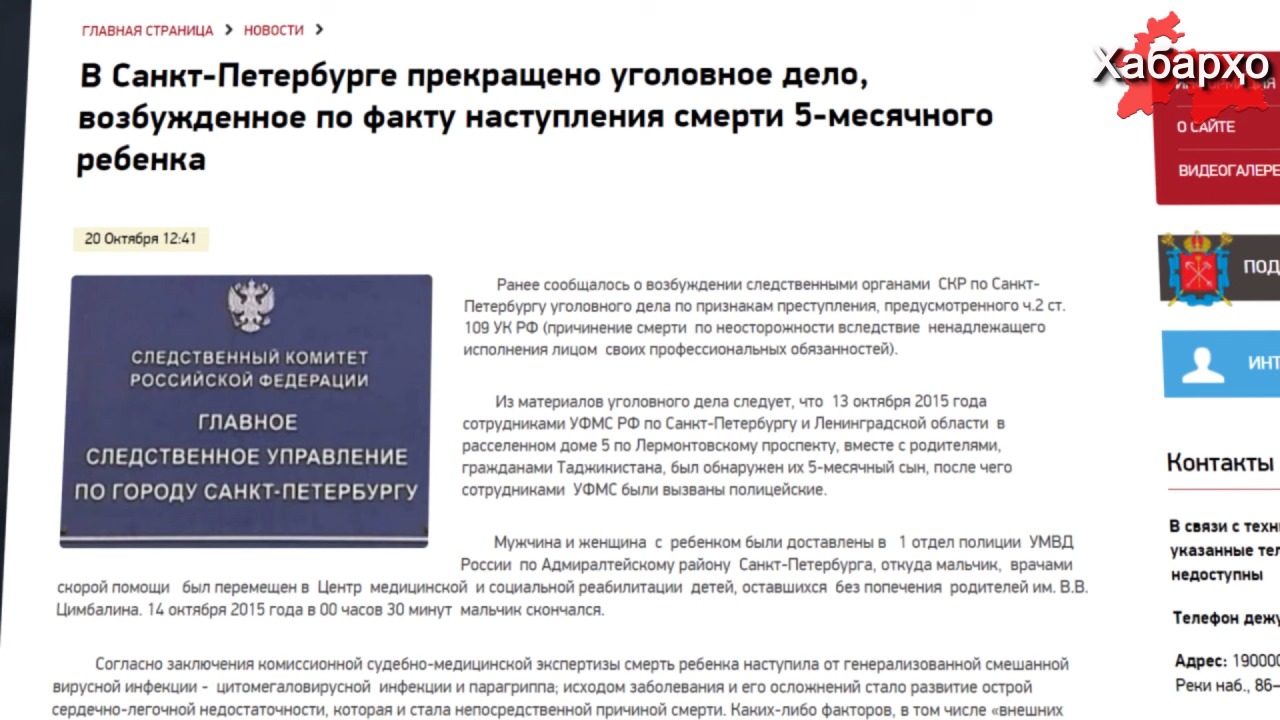 ГЛАВНАЯ СТРАНИЦА > НОВОСТИ >
В Санкт-Петербурге прекращено уголовное дело,
возбужденное по факту наступления смерти 5-месячного
ребенка
20 Октября 12:41
СЛЕДСТВЕННЫЙ КОМИТЕТ
РОССИЙСКОЙ ФЕДЕРАЦИИ
ГЛАВНОЕ
СЛЕДСТВЕННОЕ УПРАВЛЕНИЕ
ПО ГОРОДУ САНКТ-ПЕТЕРБУРГУ
Ранее сообщалось о возбуждении следственными органами СКР по Санкт-
Петербургу уголовного дела по признакам преступления, предусмотренного ч.2 ст.
109 УК РФ (причинение смерти по неосторожности вследствие ненадлежащего
исполнения лицом своих профессиональных обязанностей).
Из материалов уголовного дела следует, что 13 октября 2015 года
сотрудниками УФМС РФ по Санкт-Петербургу и Ленинградской области в
расселенном доме 5 по Лермонтовскому проспекту, вместе с родителями,
гражданами Таджикистана, был обнаружен их 5-месячный сын, после чего
сотрудниками УФМС были вызваны полицейские.
Мужчина и женщина с ребенком были доставлены в 1 отдел полиции УМВД
России по Адмиралтейскому району Санкт-Петербурга, откуда мальчик, врачами
скорой помощи был перемещен в Центр медицинской и социальной реабилитации детей, оставшихся без попечения родителей им. В.В.
Цимбалина. 14 октября 2015 года в 00 часов 30 минут мальчик скончался.
Согласно заключения комиссионной судебно-медицинской экспертизы смерть ребенка наступила от генерализованной смешанной
вирусной инфекции - цитомегаловирусной инфекции и парагриппа; исходом заболевания и его осложнений стало развитие острой
сердечно-легочной недостаточности, которая и стала непосредственной причиной смерти. Каких-либо факторов, в том числе «внешних
Хабарҳо
О САЙТЕ
ВИДЕОГАЛЕРЕ
ПОД
ИНТ
Контакты
В связи с техн
указанные тел
недоступны
Телефон дежу
Адрес: 190000
Реки наб., 86-